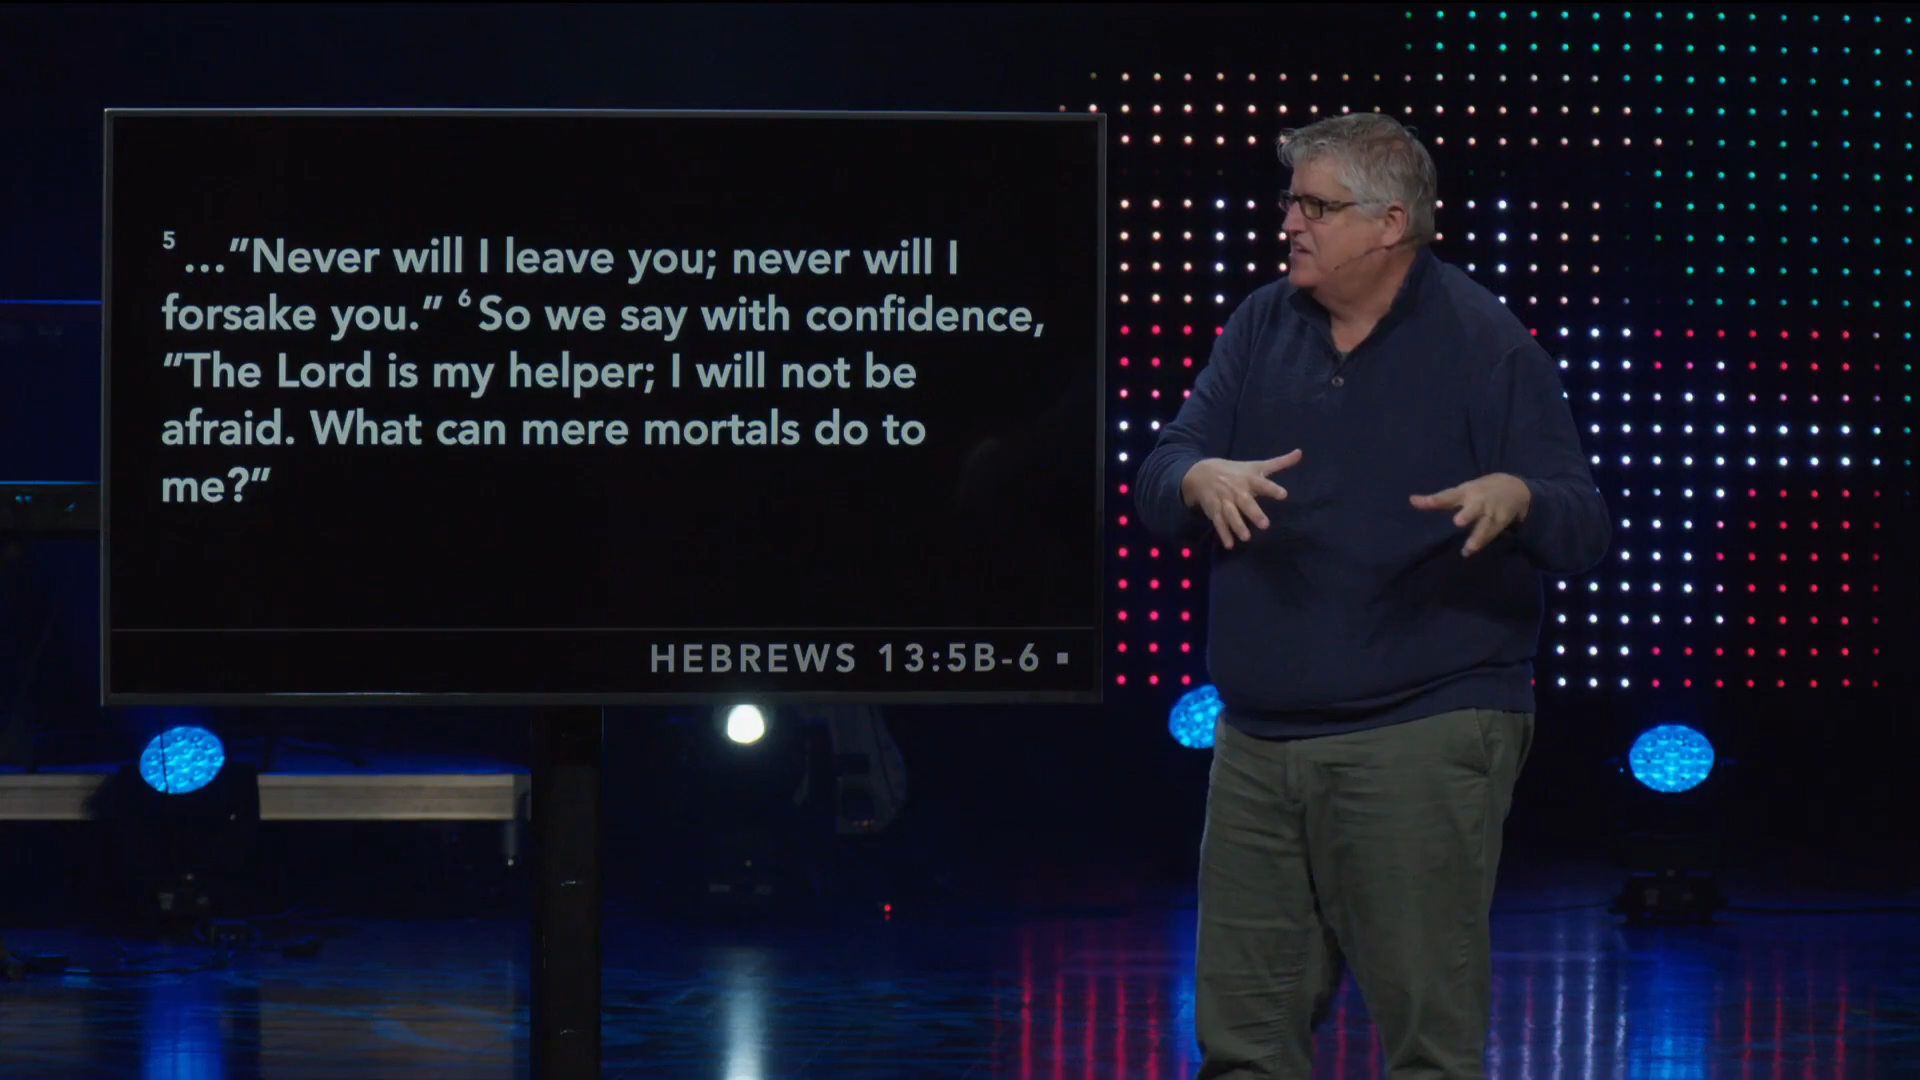 ⁵ ..."Never will I leave you; never will I
forsake you." ⁶ So we say with confidence,
"The Lord is my helper; I will not be
afraid. What can mere mortals do to
me?"
HEBREWS 13:5B-6